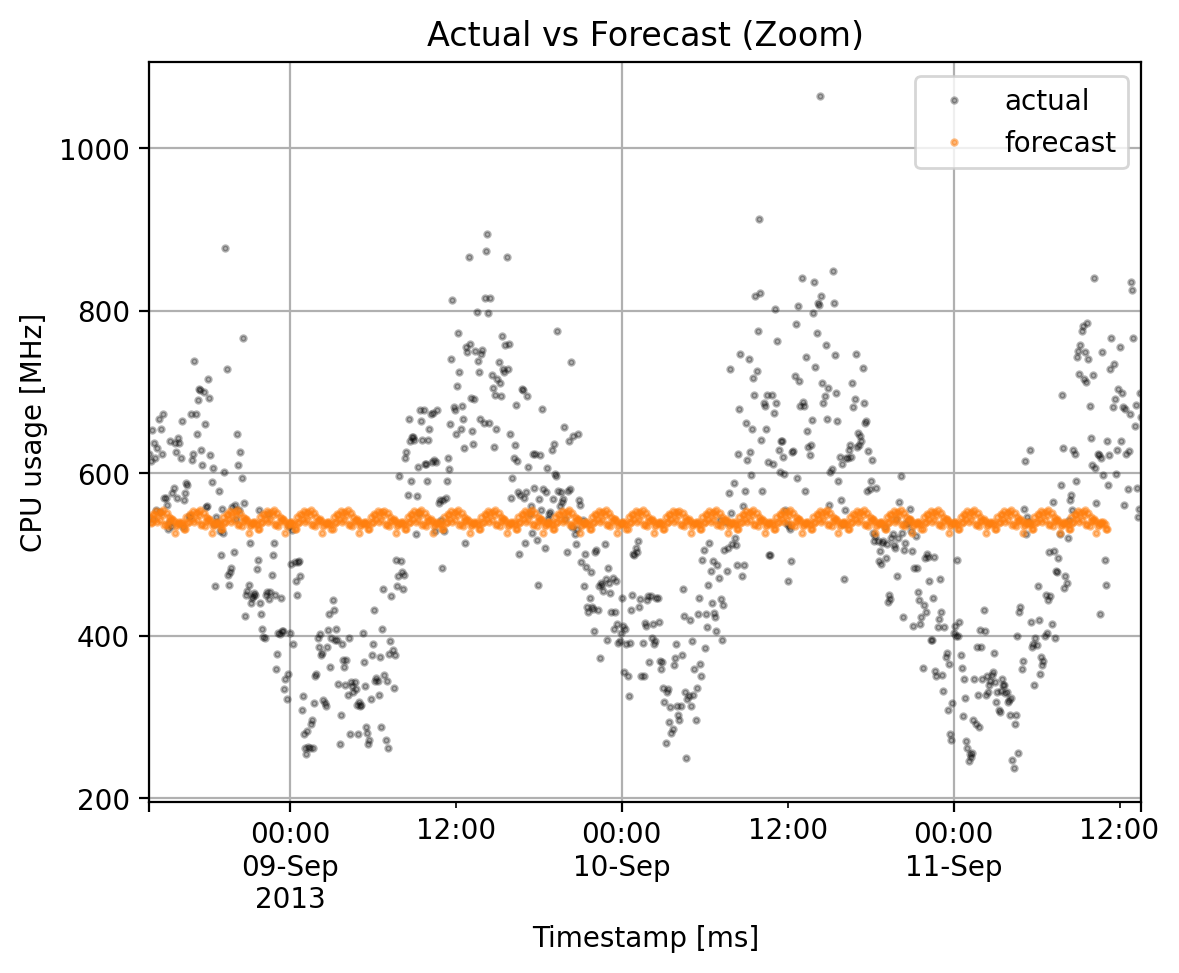 Actual vs Forecast (Zoom)
actual
forecast
CPU usage [MHz]
1000
800
600
400
200
00:00 12:00 00:00 12:00 00:00 12:00
09-Sep 10-Sep 11-Sep
2013
Timestamp [ms]